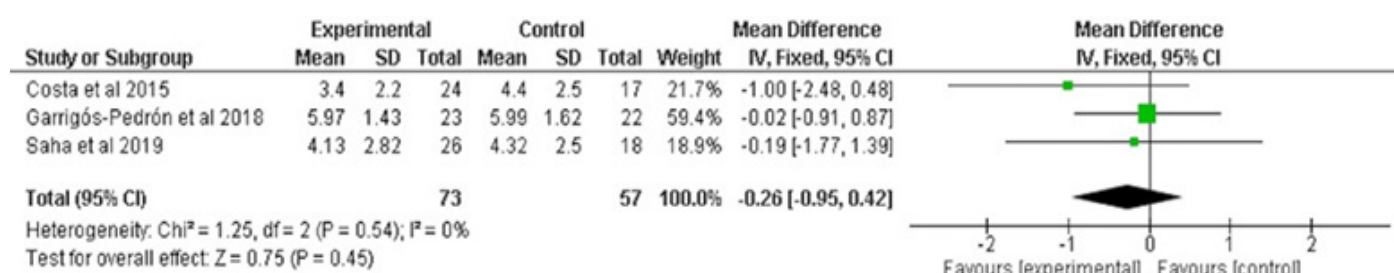 Experimental Control Mean Difference Mean Difference
Study or Subgroup Mean SD Total Mean SD Total Weight IV, Fixed, 95% CI IV, Fixed, 95% CI
Costa et al 2015 3.4 2.2 24 4.4 2.5 17 21.7% -1.00 [-2.48, 0.48]
Garrigós-Pedrón et al 2018 5.97 1.43 23 5.99 1.62 22 59.4% -0.02 [-0.91, 0.87]
Saha et al 2019 4.13 2.82 26 4.32 2.5 18 18.9% -0.19 [-1.77, 1.39]
Total (95% CI) 73 57 100.0% -0.26 [-0.95, 0.42]
Heterogeneity: Chi² = 1.25, df = 2 (P = 0.54); I² = 0%
Test for overall effect: Z = 0.75 (P = 0.45)
-2 -1 0 1 2
Favours [experimental] Favours [control]